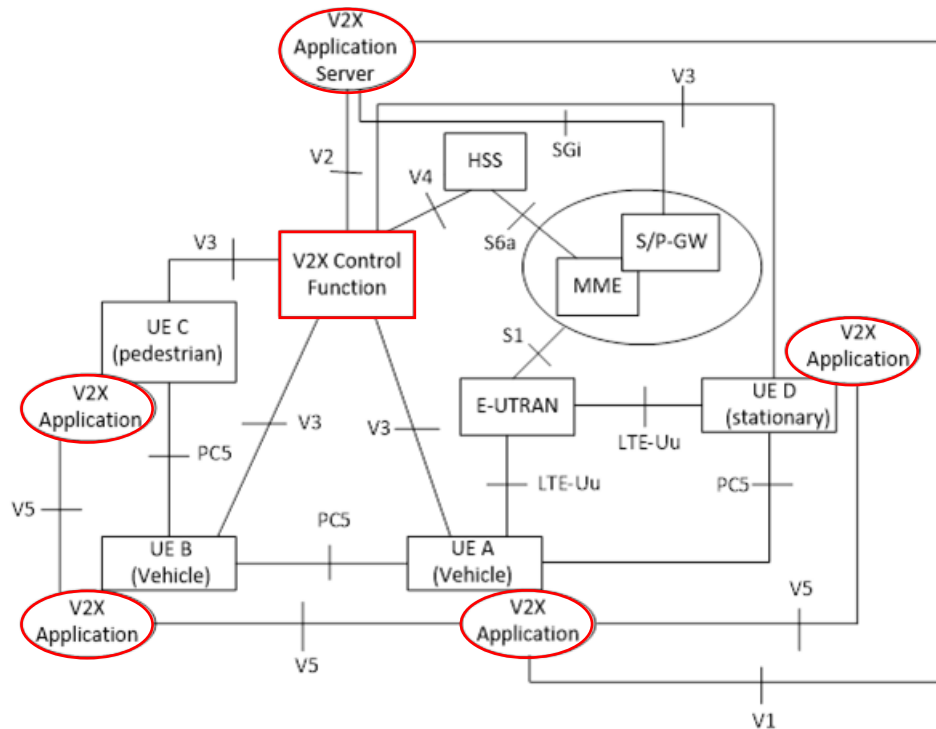 V2X
Application
Server
V3
SGi
HSS
V2
V4
S6a
S/P-GW
MME
V3
V2X Control
Function
UE C
(pedestrian)
S1
V2X
Application
V2X
Application
E-UTRAN
UE D
(stationary)
V3
V3
LTE-Uu
PC5
LTE-Uu
PC5
V5
PC5
UE B
(Vehicle)
UE A
(Vehicle)
V2X
Application
V2X
Application
V5
V5
V1